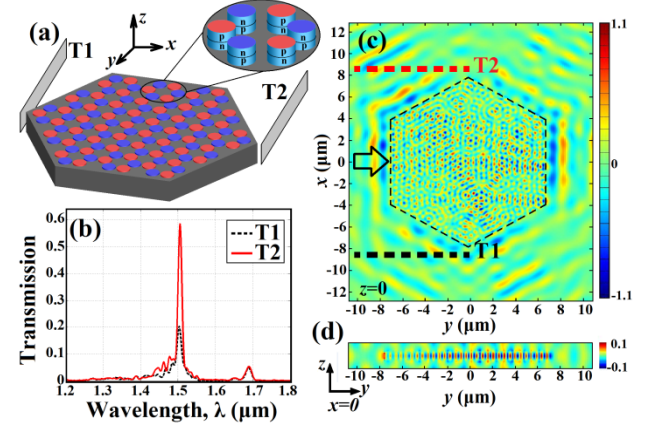 (a)
z
x
y
T1
T2
p p
n n
p n n p
n p p n
n p
p n
(b)
Transmission
0.6
0.5
0.4
0.3
0.2
0.1
0.0
T1
T2
1.2 1.3 1.4 1.5 1.6 1.7 1.8
Wavelength, λ (μm)
(c)
x (μm)
12
10
8
6
4
2
0
-2
-4
-6
-8
-10
-12
T2
T1
z=0
-10 -8 -6 -4 -2 0 2 4 6 8 10
y (μm)
1.1
0
-1.1
(d)
z
y
x=0
-10 -8 -6 -4 -2 0 2 4 6 8 10
y (μm)
0.1
-0.1